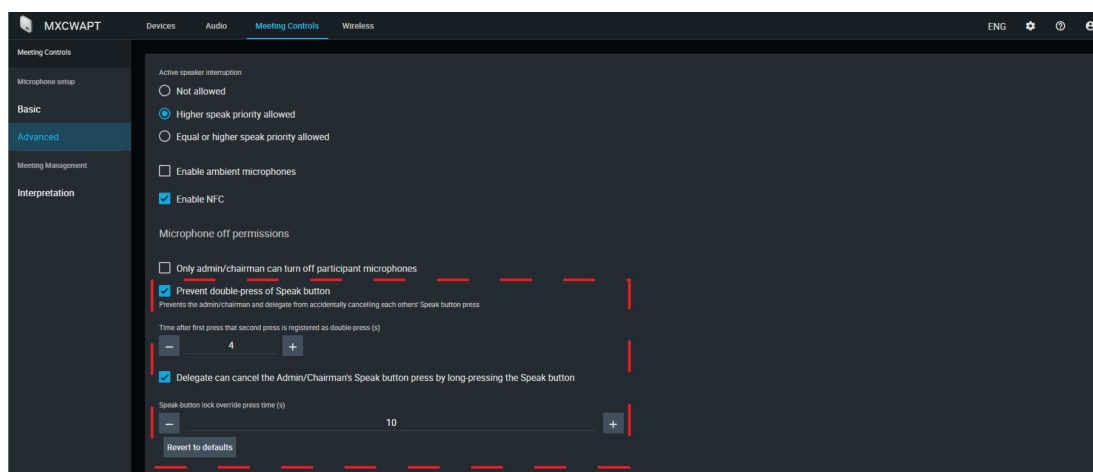 MXCWAPT
Devices Audio Meeting Controls Wireless
ENG
Meeting Controls
Microphone setup
Basic
Advanced
Meeting Management
Interpretation
Active speaker interruption
Not allowed
Higher speak priority allowed
Equal or higher speak priority allowed
Enable ambient microphones
Enable NFC
Microphone off permissions
Only admin/chairman can turn off participant microphones
Prevent double-press of Speak button
Prevents the admin/chairman and delegate from accidentally cancelling each others' Speak button press
Time after first press that second press is registered as double-press (s)
− 4 +
Delegate can cancel the Admin/Chairman's Speak button press by long-pressing the Speak button
Speak-button lock override press time (s)
− 10 +
Revert to defaults